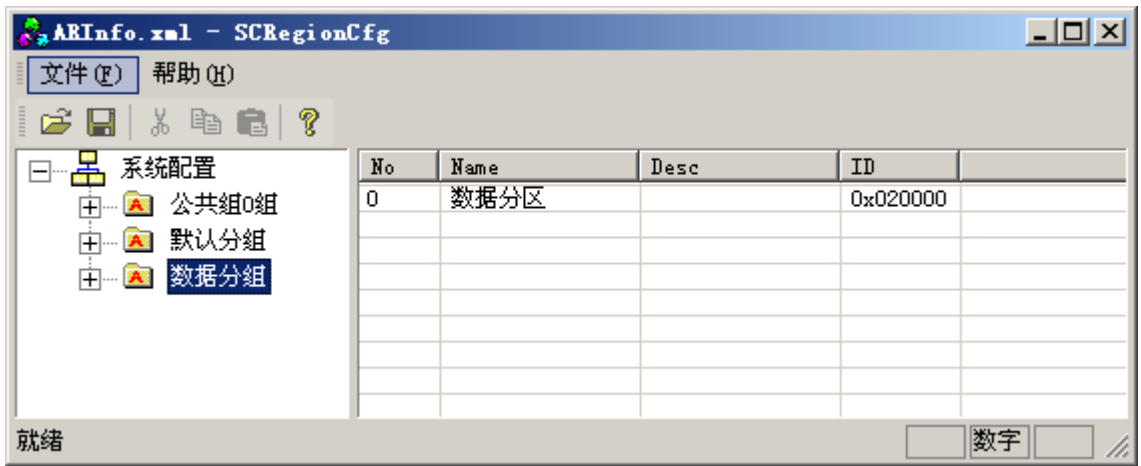 ARInfo.xml - SCRegionCfg
文件(F) 帮助(H)
系统配置
公共组0组
默认分组
数据分组
No Name Desc ID
0 数据分区 0x020000
就绪 数字